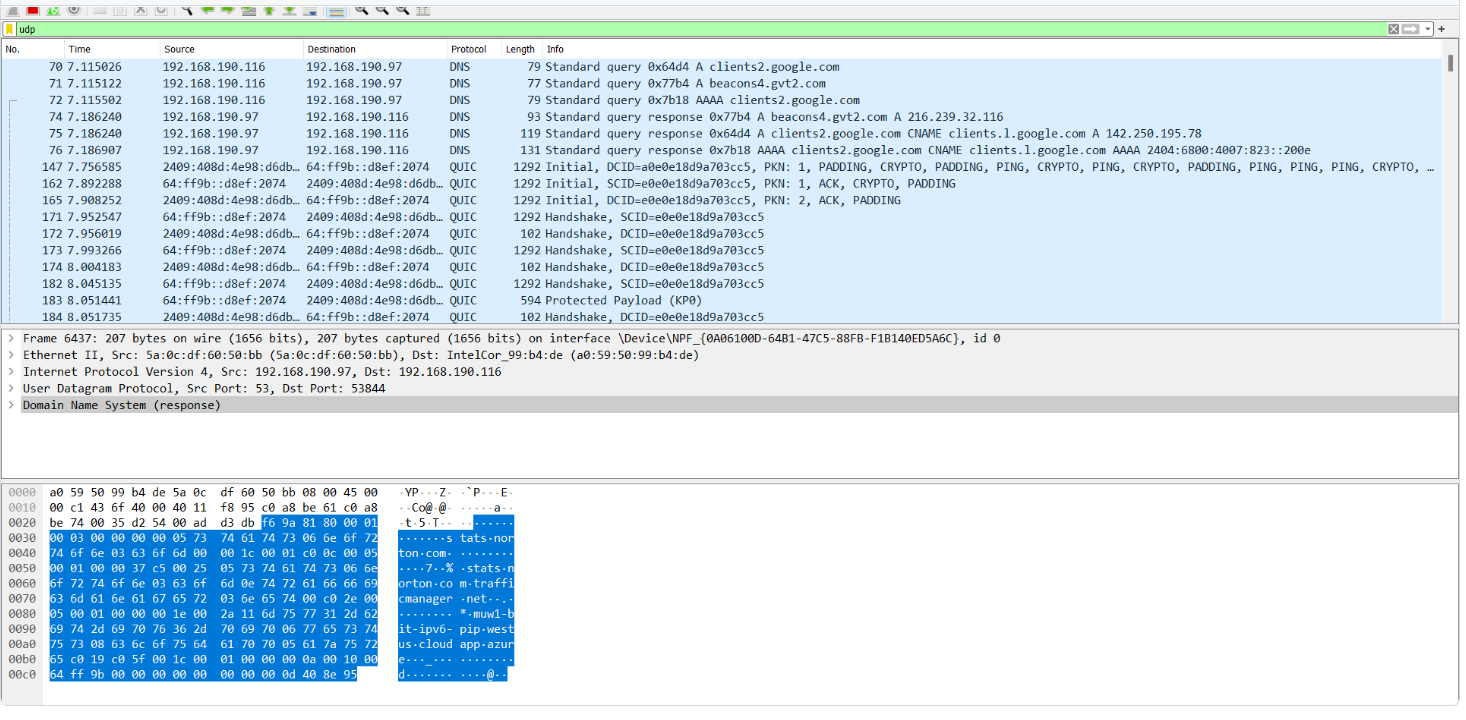 udp
No. Time Source Destination Protocol Length Info
70 7.115026 192.168.190.116 192.168.190.97 DNS 79 Standard query 0x64d4 A clients2.google.com
71 7.115122 192.168.190.116 192.168.190.97 DNS 77 Standard query 0x77b4 A beacons4.gvt2.com
72 7.115502 192.168.190.116 192.168.190.97 DNS 79 Standard query 0x7b18 AAAA clients2.google.com
74 7.186240 192.168.190.97 192.168.190.116 DNS 93 Standard query response 0x77b4 A beacons4.gvt2.com A 216.239.32.116
75 7.186240 192.168.190.97 192.168.190.116 DNS 119 Standard query response 0x64d4 A clients2.google.com CNAME clients.l.google.com A 142.250.195.78
76 7.186907 192.168.190.97 192.168.190.116 DNS 131 Standard query response 0x7b18 AAAA clients2.google.com CNAME clients.l.google.com AAAA 2404:6800:4007:823::200e
147 7.756585 2409:408d:4e98:d6db… 64:ff9b::d8ef:2074 QUIC 1292 Initial, DCID=a0e0e18d9a703cc5, PKN: 1, PADDING, CRYPTO, PADDING, PING, CRYPTO, PING, CRYPTO, PADDING, PING, PING, PING, CRYPTO, …
162 7.892288 64:ff9b::d8ef:2074 2409:408d:4e98:d6db… QUIC 1292 Initial, SCID=e0e0e18d9a703cc5, PKN: 1, ACK, CRYPTO, PADDING
165 7.908252 2409:408d:4e98:d6db… 64:ff9b::d8ef:2074 QUIC 1292 Initial, DCID=e0e0e18d9a703cc5, PKN: 2, ACK, PADDING
171 7.952547 64:ff9b::d8ef:2074 2409:408d:4e98:d6db… QUIC 1292 Handshake, SCID=e0e0e18d9a703cc5
172 7.956019 2409:408d:4e98:d6db… 64:ff9b::d8ef:2074 QUIC 102 Handshake, DCID=e0e0e18d9a703cc5
173 7.993266 64:ff9b::d8ef:2074 2409:408d:4e98:d6db… QUIC 1292 Handshake, SCID=e0e0e18d9a703cc5
174 8.004183 2409:408d:4e98:d6db… 64:ff9b::d8ef:2074 QUIC 102 Handshake, DCID=e0e0e18d9a703cc5
182 8.045135 64:ff9b::d8ef:2074 2409:408d:4e98:d6db… QUIC 1292 Handshake, SCID=e0e0e18d9a703cc5
183 8.051441 64:ff9b::d8ef:2074 2409:408d:4e98:d6db… QUIC 594 Protected Payload (KP0)
184 8.051735 2409:408d:4e98:d6db… 64:ff9b::d8ef:2074 QUIC 102 Handshake, DCID=e0e0e18d9a703cc5
Frame 6437: 207 bytes on wire (1656 bits), 207 bytes captured (1656 bits) on interface \Device\NPF_{0A06100D-64B1-47C5-88FB-F1B140ED5A6C}, id 0
Ethernet II, Src: 5a:0c:df:60:50:bb (5a:0c:df:60:50:bb), Dst: IntelCor_99:b4:de (a0:59:50:99:b4:de)
Internet Protocol Version 4, Src: 192.168.190.97, Dst: 192.168.190.116
User Datagram Protocol, Src Port: 53, Dst Port: 53844
Domain Name System (response)
0000 a0 59 50 99 b4 de 5a 0c df 60 50 bb 08 00 45 00 ·YP···Z· ·`P···E·
0010 00 c1 43 6f 40 00 40 11 f8 95 c0 a8 be 61 c0 a8 ··Co@·@· ·····a··
0020 be 74 00 35 d2 54 00 ad d3 db f6 9a 81 80 00 01 ·t·5·T·· ········
0030 00 03 00 00 00 00 05 73 74 61 74 73 06 6e 6f 72 ·······s tats·nor
0040 74 6f 6e 03 63 6f 6d 00 00 1c 00 01 c0 0c 00 05 ton·com· ········
0050 00 01 00 00 37 c5 00 25 05 73 74 61 74 73 06 6e ····7··% ·stats·n
0060 6f 72 74 6f 6e 03 63 6f 6d 0e 74 72 61 66 66 69 orton·co m·traffi
0070 63 6d 61 6e 61 67 65 72 03 6e 65 74 00 c0 2e 00 cmanager ·net··.·
0080 05 00 01 00 00 00 1e 00 2a 11 6d 75 77 31 2d 62 ········ *·muw1-b
0090 69 74 2d 69 70 76 36 2d 70 69 70 06 77 65 73 74 it-ipv6- pip·west
00a0 75 73 08 63 6c 6f 75 64 61 70 70 05 61 7a 75 72 us·cloud app·azur
00b0 65 c0 19 c0 5f 00 1c 00 01 00 00 00 0a 00 10 00 e···_··· ········
00c0 64 ff 9b 00 00 00 00 00 00 00 00 0d 40 8e 95 d······· ····@··